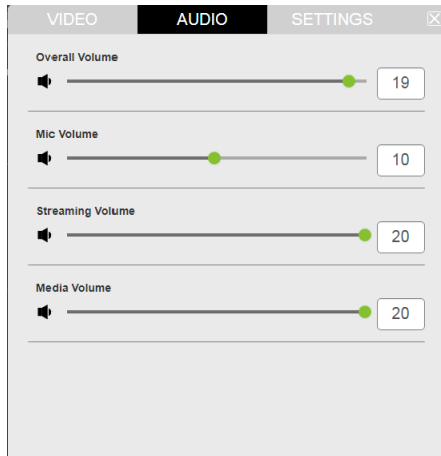 VIDEO AUDIO SETTINGS
Overall Volume
19
Mic Volume
10
Streaming Volume
20
Media Volume
20